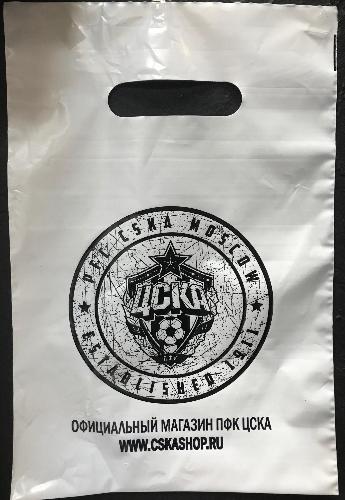 PFC CSKA MOSCOW
ЦСКА
ESTABLISHED 1911
ОФИЦИАЛЬНЫЙ МАГАЗИН ПФК ЦСКА
WWW.CSKASHOP.RU